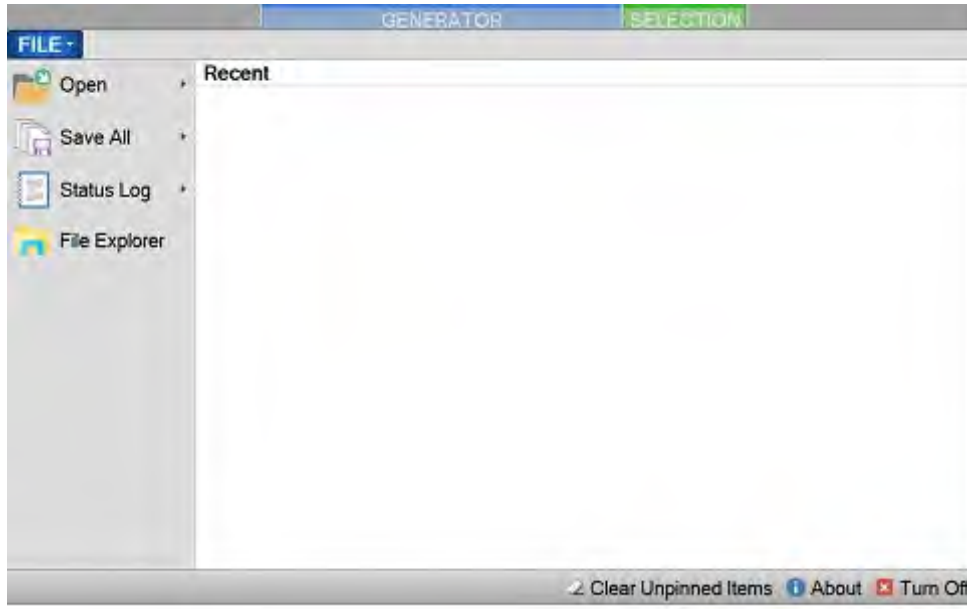 GENERATOR SELECTION
FILE
Open Recent
Save All
Status Log
File Explorer
Clear Unpinned Items About Turn Off